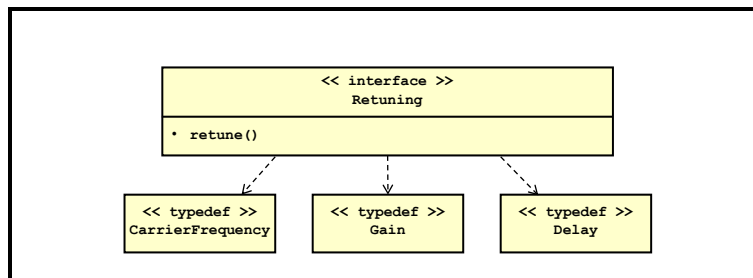 << interface >>
Retuning
• retune()
<< typedef >>
CarrierFrequency
<< typedef >>
Gain
<< typedef >>
Delay